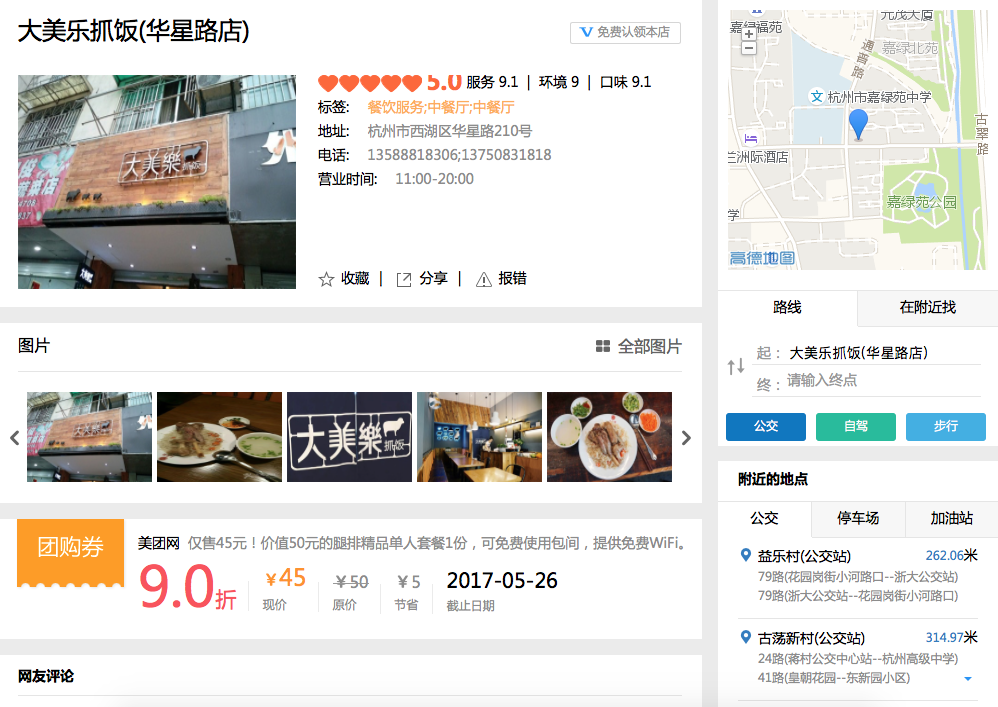 大美乐抓饭(华星路店)
免费认领本店
大美樂 抓饭
5.0 服务 9.1 | 环境 9 | 口味 9.1
标签: 餐饮服务;中餐厅;中餐厅
地址: 杭州市西湖区华星路210号
电话: 13588818306;13750831818
营业时间: 11:00-20:00
收藏 | 分享 | 报错
图片
全部图片
大美樂 抓饭
团购券
美团网 仅售45元！价值50元的腿排精品单人套餐1份，可免费使用包间，提供免费WiFi。
9.0折
¥45
现价
¥50
原价
¥5
节省
2017-05-26
截止日期
网友评论
元茂大厦
嘉绿苑北苑
通普路
文 杭州市嘉绿苑中学
古翠路
兰洲际酒店
嘉绿苑公园
学
高德地图
路线
在附近找
起： 大美乐抓饭(华星路店)
终： 请输入终点
公交
自驾
步行
附近的地点
公交
停车场
加油站
益乐村(公交站) 262.06米
79路(花园岗街小河路口--浙大公交站)
79路(浙大公交站--花园岗街小河路口)
古荡新村(公交站) 314.97米
24路(蒋村公交中心站--杭州高级中学)
41路(皇朝花园--东新园小区)